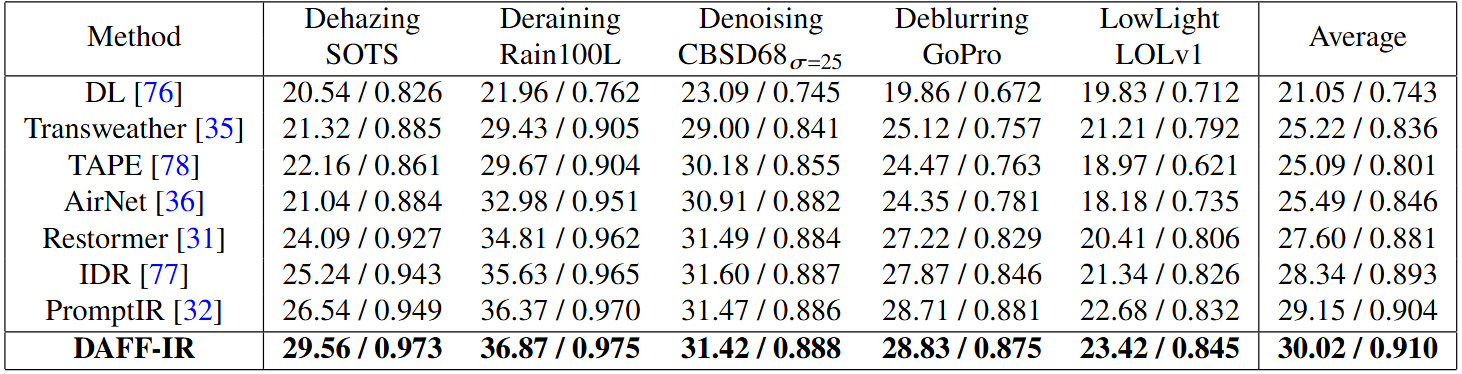 Method Dehazing Deraining Denoising Deblurring LowLight Average
SOTS Rain100L CBSD68σ=25 GoPro LOLv1
DL [76] 20.54 / 0.826 21.96 / 0.762 23.09 / 0.745 19.86 / 0.672 19.83 / 0.712 21.05 / 0.743
Transweather [35] 21.32 / 0.885 29.43 / 0.905 29.00 / 0.841 25.12 / 0.757 21.21 / 0.792 25.22 / 0.836
TAPE [78] 22.16 / 0.861 29.67 / 0.904 30.18 / 0.855 24.47 / 0.763 18.97 / 0.621 25.09 / 0.801
AirNet [36] 21.04 / 0.884 32.98 / 0.951 30.91 / 0.882 24.35 / 0.781 18.18 / 0.735 25.49 / 0.846
Restormer [31] 24.09 / 0.927 34.81 / 0.962 31.49 / 0.884 27.22 / 0.829 20.41 / 0.806 27.60 / 0.881
IDR [77] 25.24 / 0.943 35.63 / 0.965 31.60 / 0.887 27.87 / 0.846 21.34 / 0.826 28.34 / 0.893
PromptIR [32] 26.54 / 0.949 36.37 / 0.970 31.47 / 0.886 28.71 / 0.881 22.68 / 0.832 29.15 / 0.904
DAFF-IR 29.56 / 0.973 36.87 / 0.975 31.42 / 0.888 28.83 / 0.875 23.42 / 0.845 30.02 / 0.910